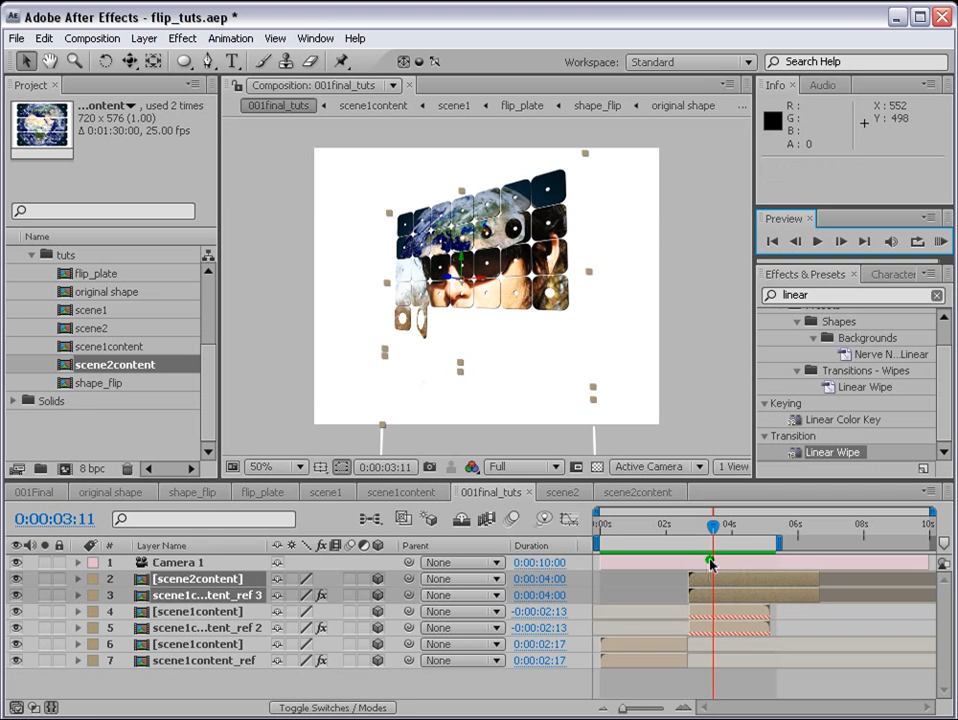 Adobe After Effects - flip_tuts.aep *
File Edit Composition Layer Effect Animation View Window Help
Workspace: Standard
Search Help
Project
...ontent , used 2 times
720 x 576 (1.00)
Δ 0:01:30:00, 25.00 fps
Name
tuts
flip_plate
original shape
scene1
scene2
scene1content
scene2content
shape_flip
Solids
8 bpc
Composition: 001final_tuts
001final_tuts scene1content scene1 flip_plate shape_flip original shape ...
50% 0:00:03:11 Full Active Camera 1 View
Info Audio
R :
G :
B :
A : 0
X : 552
Y : 498
Preview
Effects & Presets Character
linear
Shapes
Backgrounds
Nerve N...Linear
Transitions - Wipes
Linear Wipe
Keying
Linear Color Key
Transition
Linear Wipe
001Final original shape shape_flip flip_plate scene1 scene1content 001final_tuts scene2 scene2content
0:00:03:11
:00s 02s 04s 06s 08s 10s
# Layer Name Parent Duration
1 Camera 1 None 0:00:10:00
2 [scene2content] None 0:00:04:00
3 scene1c...tent_ref 3 None 0:00:04:00
4 [scene1content] None -0:00:02:13
5 scene1c...tent_ref 2 None -0:00:02:13
6 [scene1content] None 0:00:02:17
7 scene1content_ref None 0:00:02:17
Toggle Switches / Modes